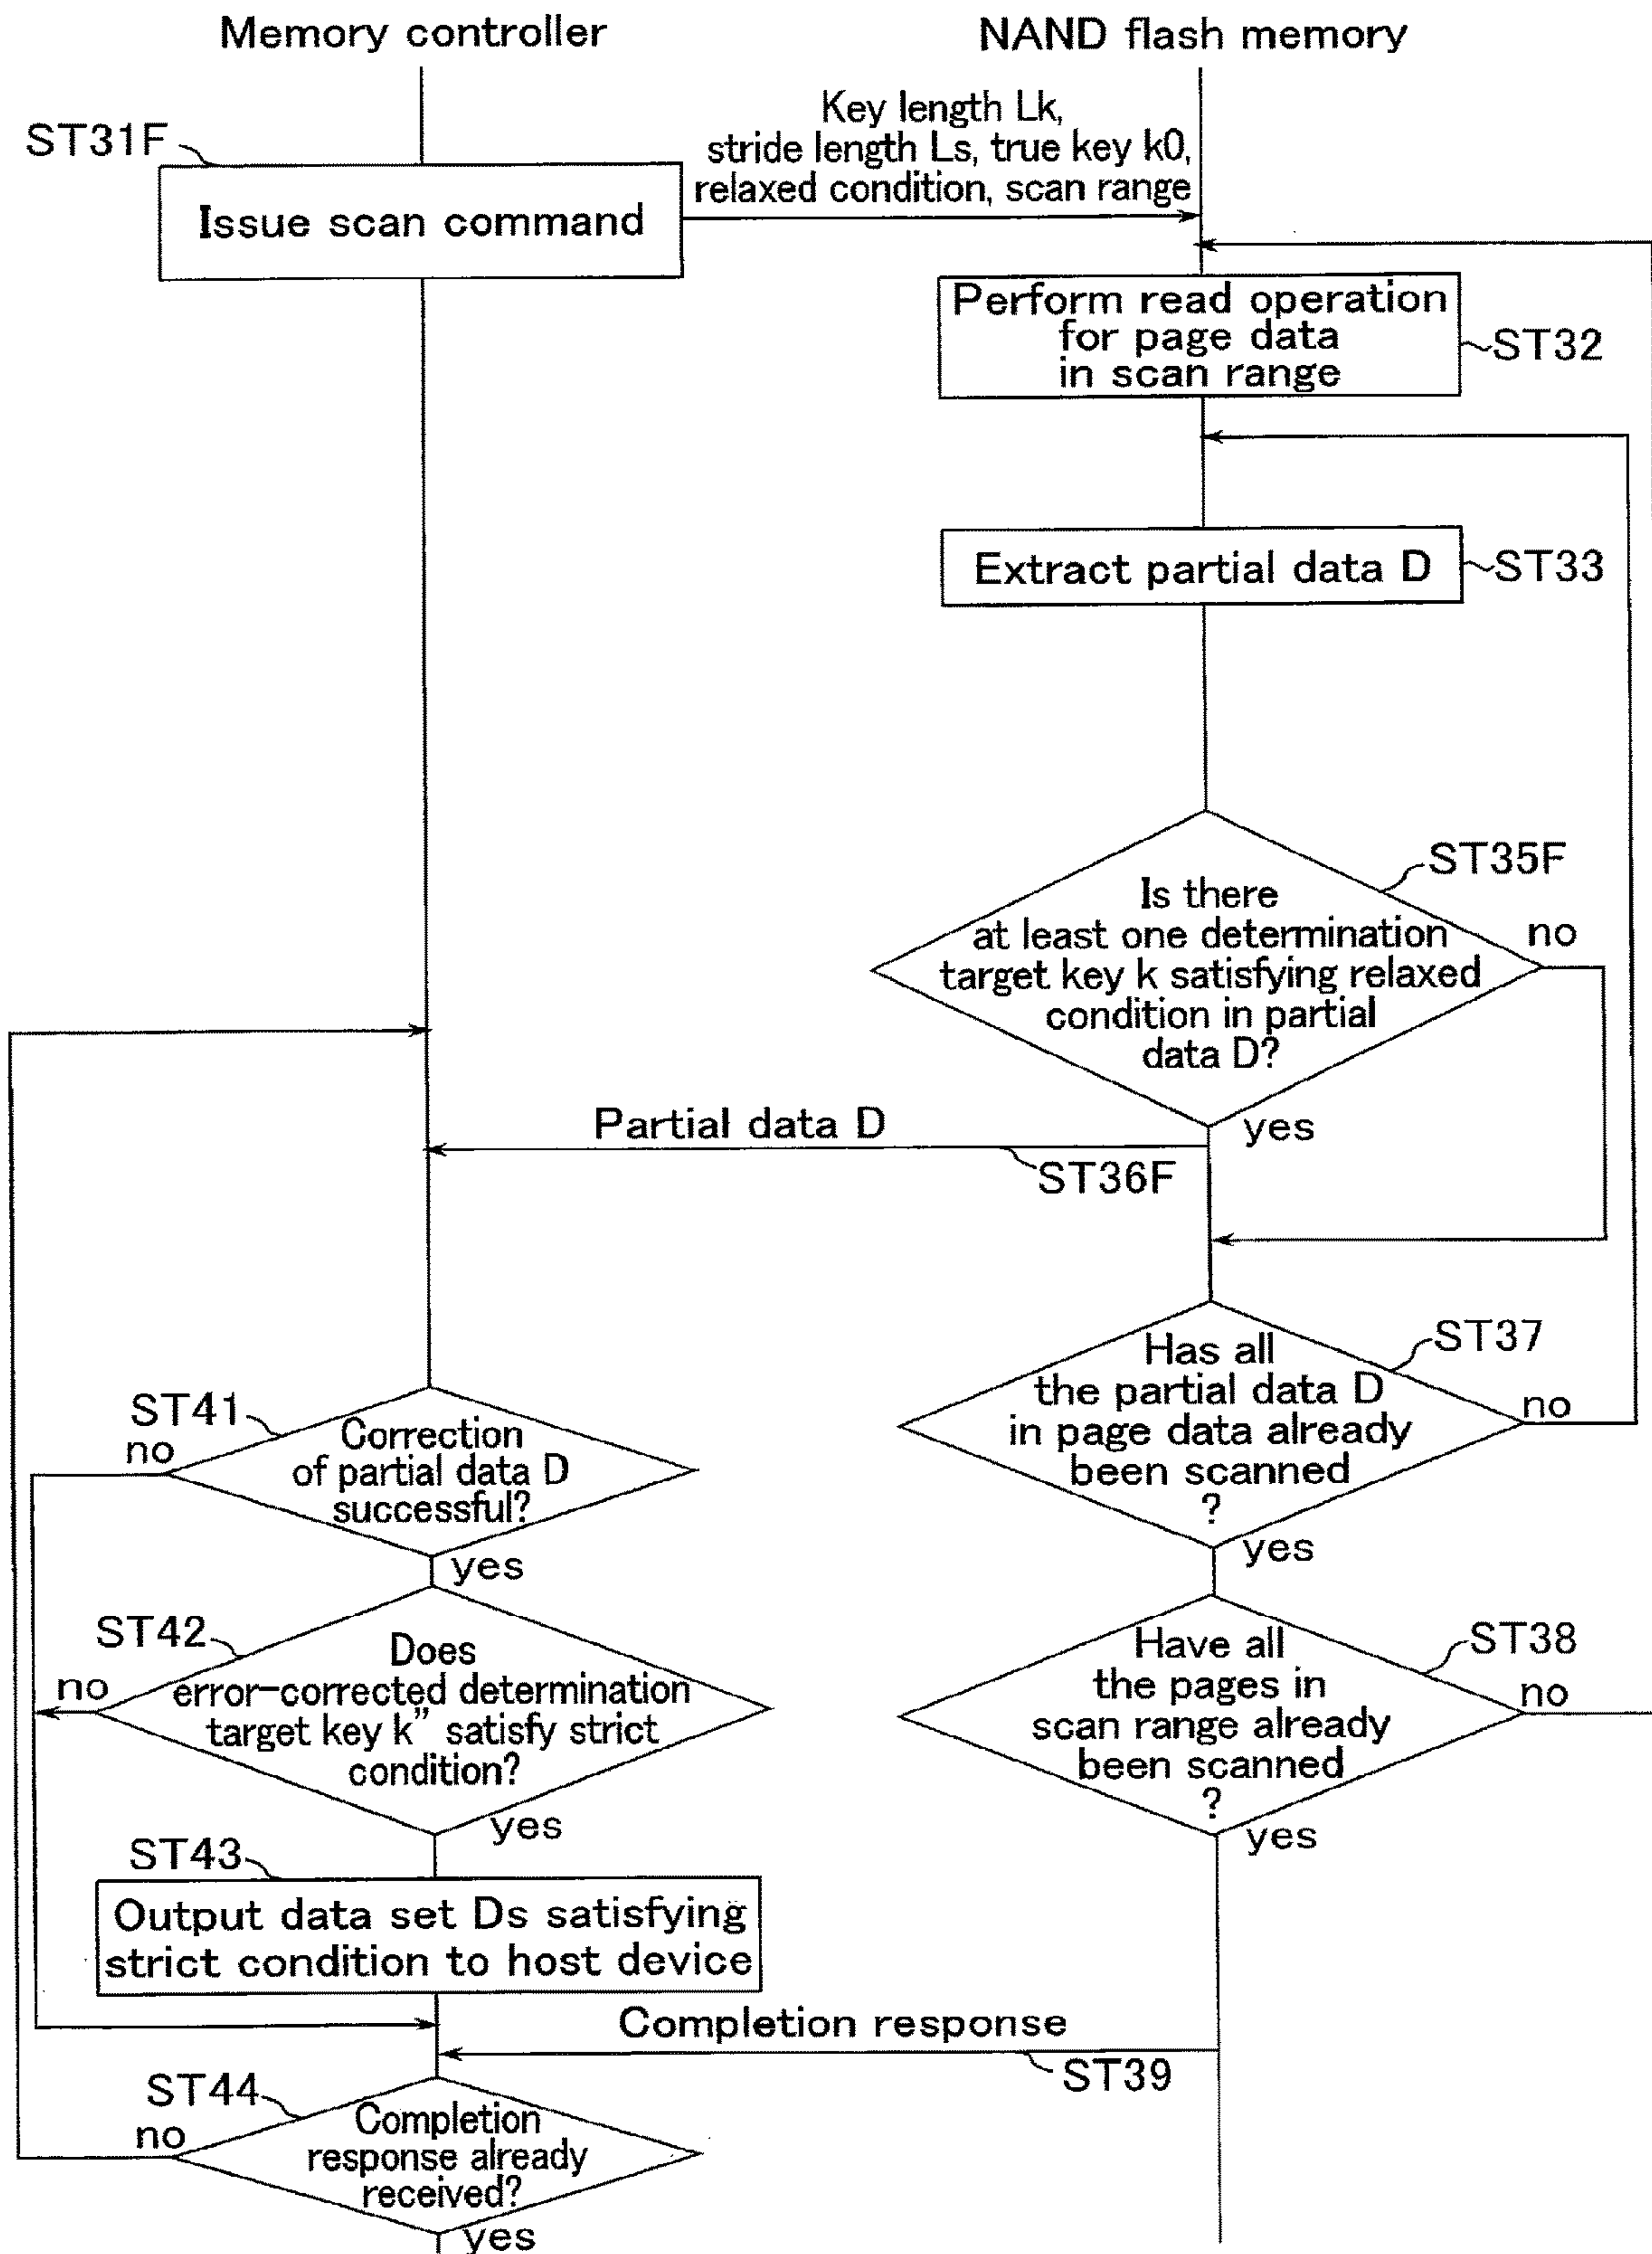 Memory controller
NAND flash memory
Key length Lk,
stride length Ls, true key k0,
relaxed condition, scan range
ST31F
Issue scan command
Perform read operation
for page data
in scan range
ST32
Extract partial data D
ST33
ST35F
Is there
at least one determination
target key k satisfying relaxed
condition in partial
data D?
no
yes
Partial data D
ST36F
ST37
Has all
the partial data D
in page data already
been scanned
?
no
yes
ST41
no
Correction
of partial data D
successful?
yes
ST42
no
Does
error-corrected determination
target key k" satisfy strict
condition?
yes
ST38
Have all
the pages in
scan range already
been scanned
?
no
yes
ST43
Output data set Ds satisfying
strict condition to host device
Completion response
ST39
ST44
no
Completion
response already
received?
yes